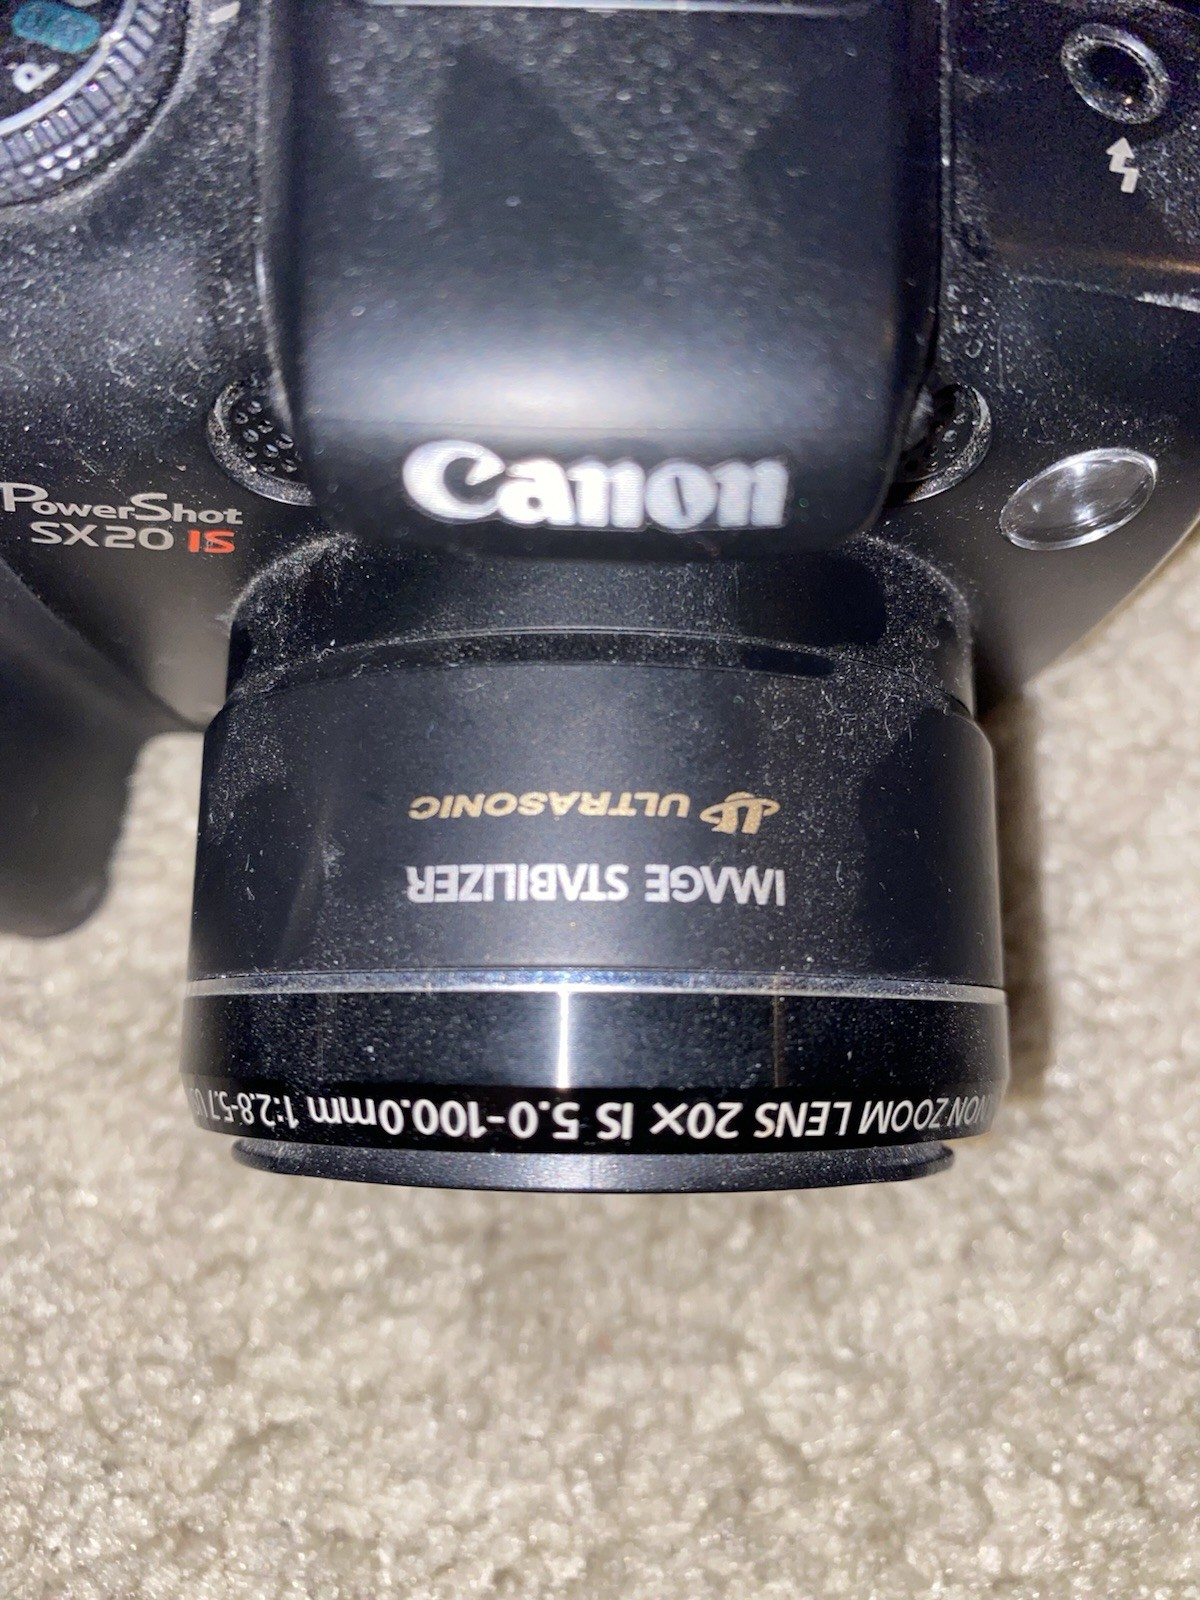 P
Canon
PowerShot
SX20 IS
ULTRASONIC
IMAGE STABILIZER
ZOOM LENS 20x IS 5.0-100.0mm 1:2.8-5.7